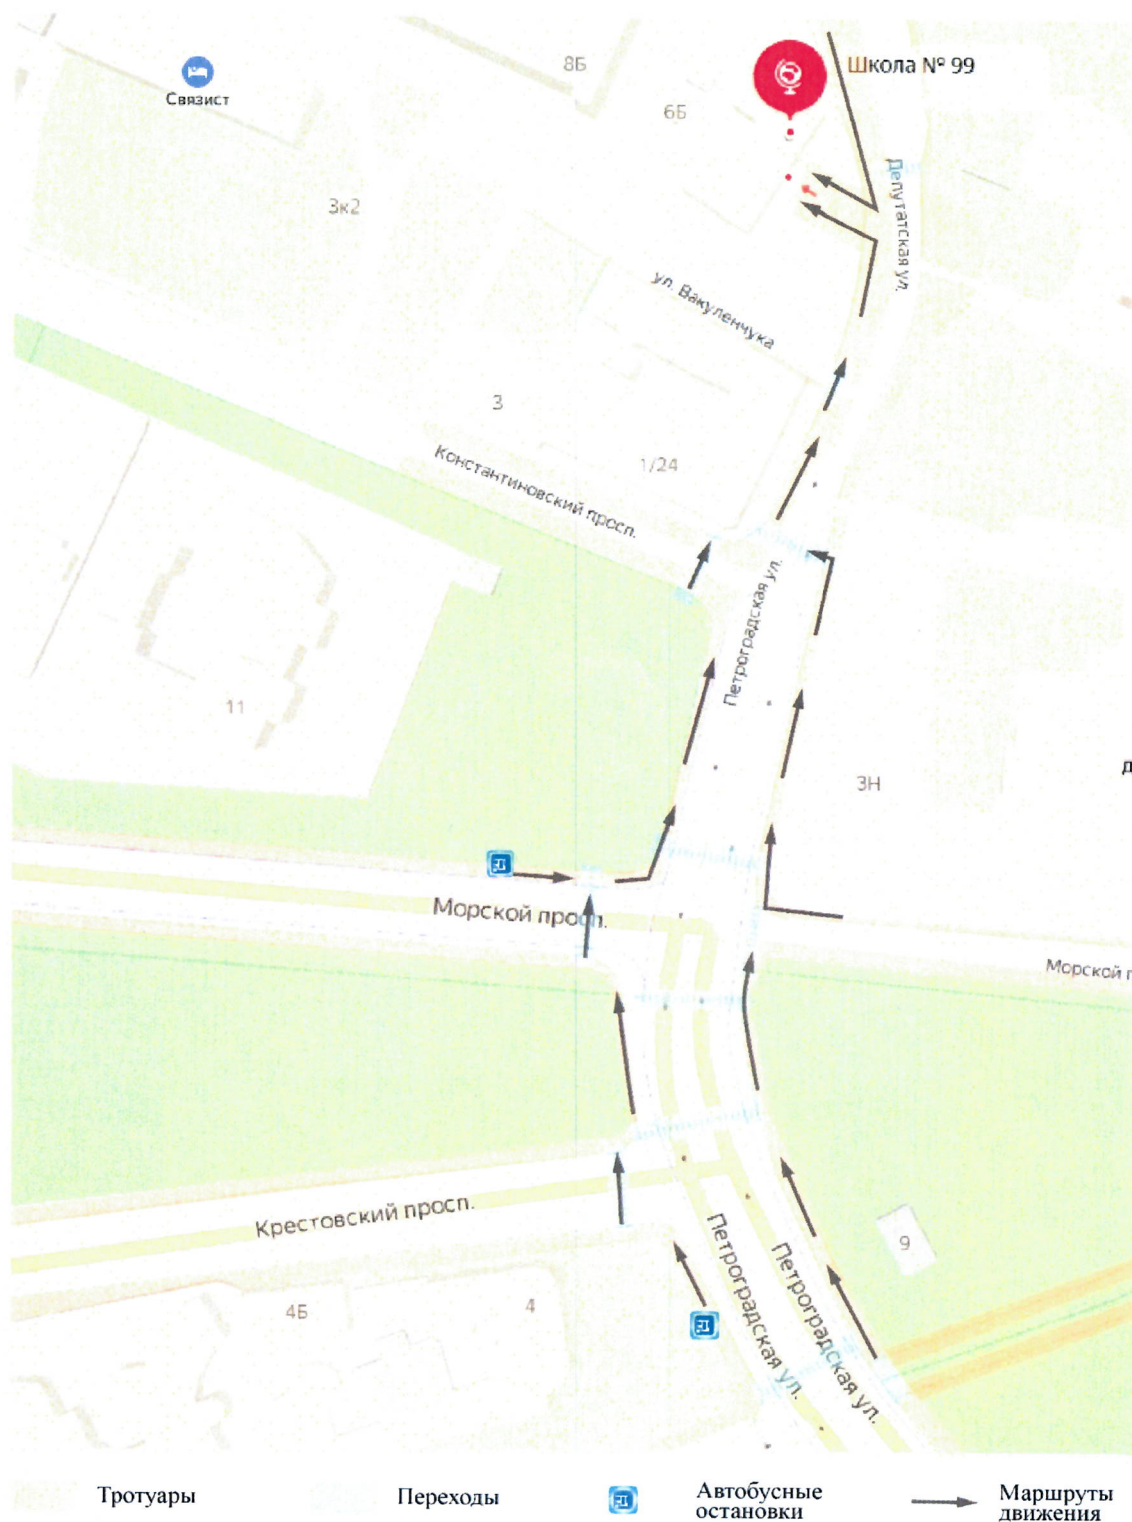 8Б
Школа № 99
Связист
6Б
Депутатская ул.
3к2
ул. Вакуленчука
3
1/24
Константиновский просп.
Петроградская ул.
11
3Н
Д
Морской просп.
Морской п
Крестовский просп.
9
Петроградская ул.
Петроградская ул.
4Б
4
Тротуары
Переходы
Автобусные
остановки
Маршруты
движения